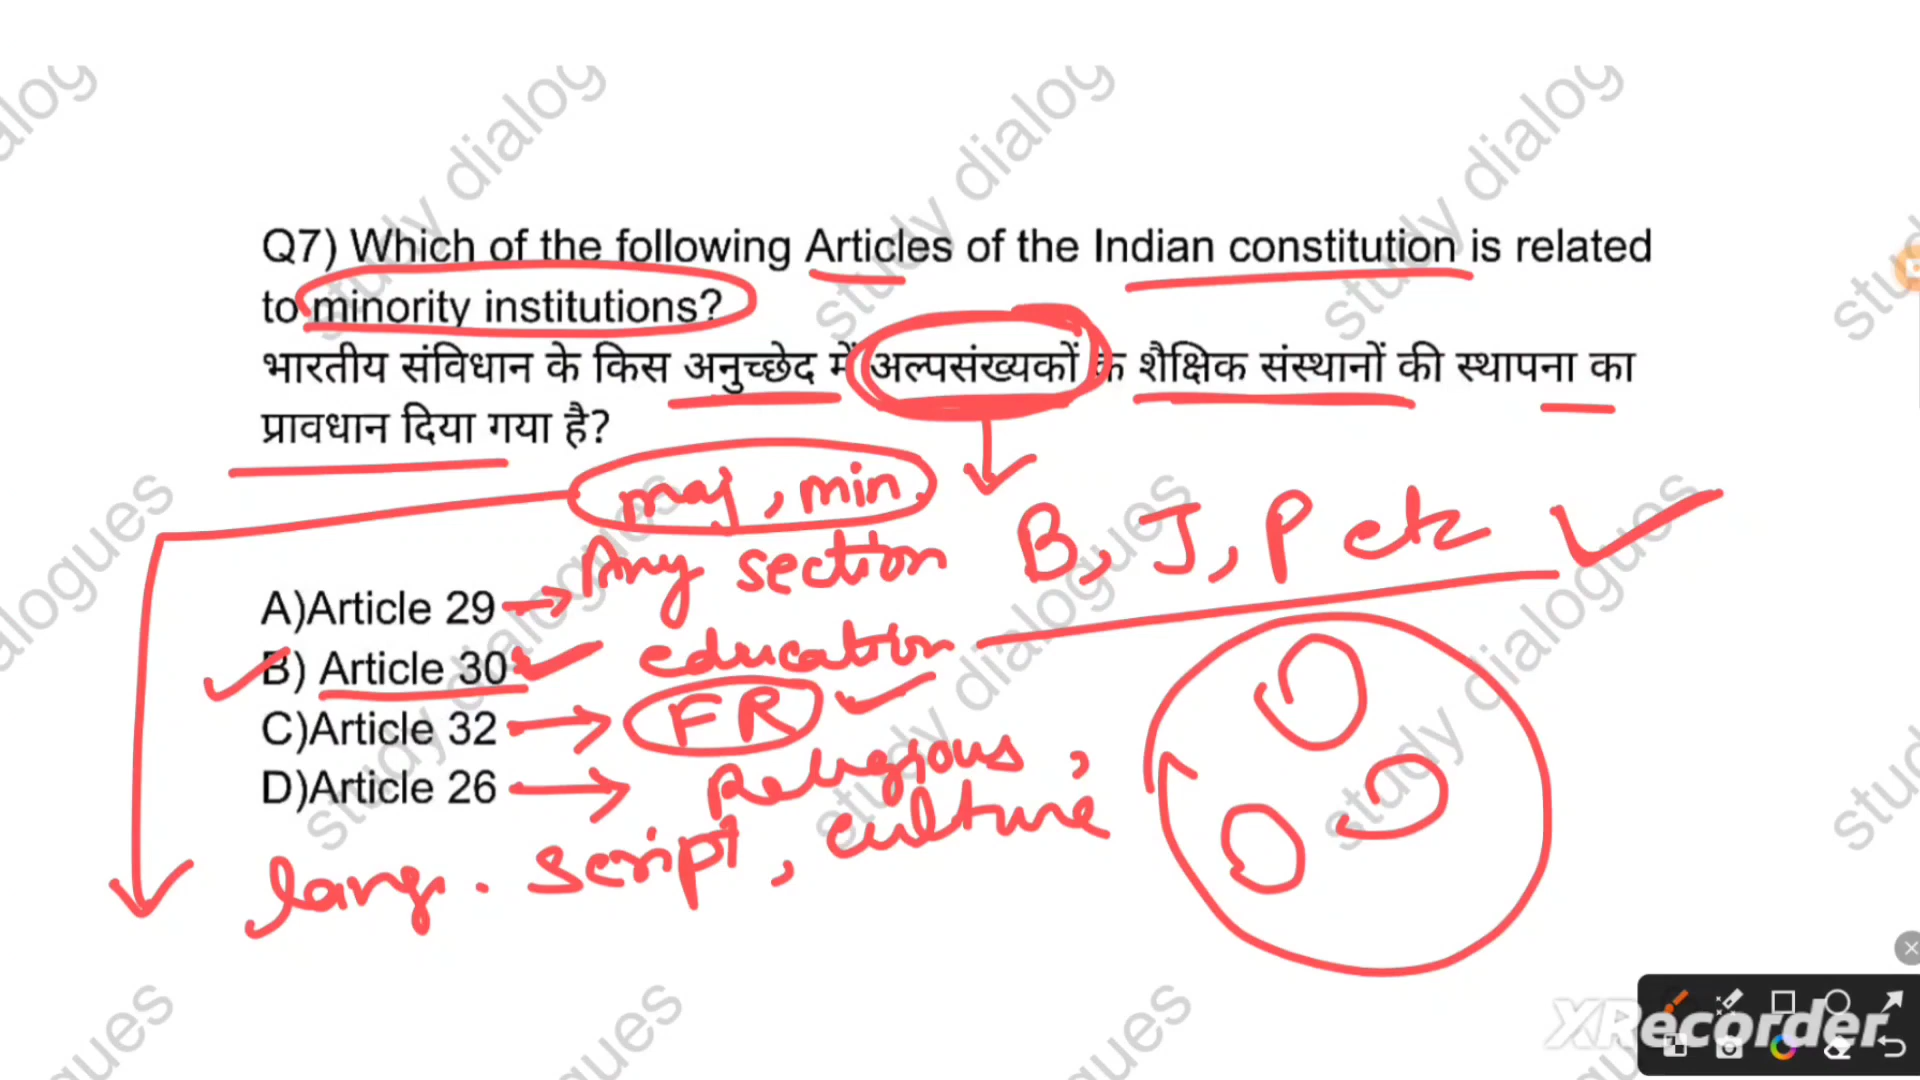 Q7) Which of the following Articles of the Indian constitution is related
to minority institutions?
भारतीय संविधान के किस अनुच्छेद में अल्पसंख्यकों के शैक्षिक संस्थानों की स्थापना का
प्रावधान दिया गया है?
maj, min.
Any section
B, J, P etc
A)Article 29
education
B) Article 30
FR
C)Article 32
Religious,
D)Article 26
lang. script, culture
study dialogues
XRecorder